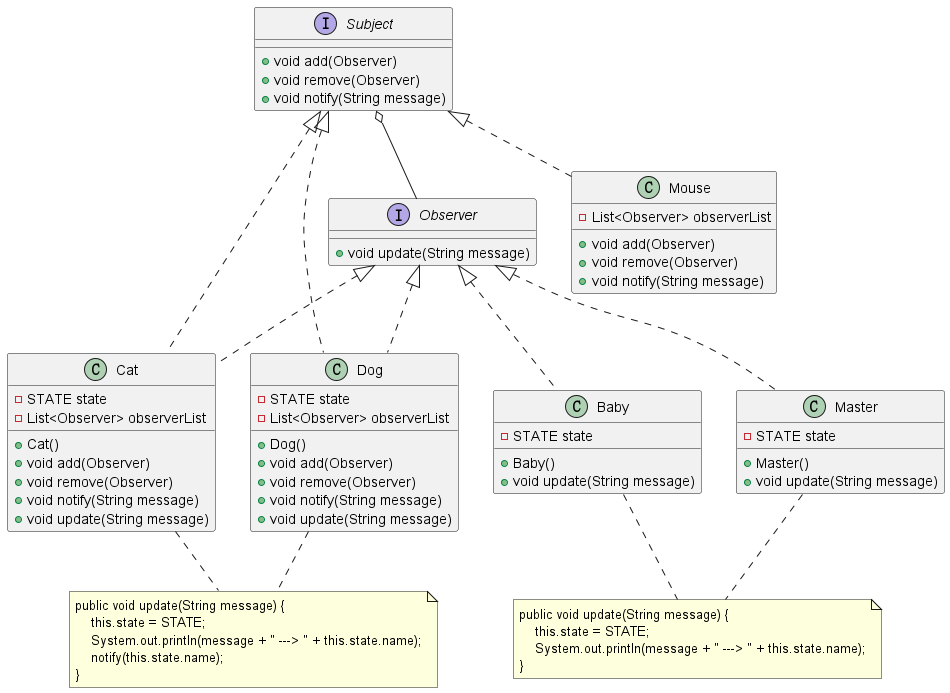 I Subject
void add(Observer)
void remove(Observer)
void notify(String message)
C Mouse
List<Observer> observerList
void add(Observer)
void remove(Observer)
void notify(String message)
I Observer
void update(String message)
C Cat
STATE state
List<Observer> observerList
Cat()
void add(Observer)
void remove(Observer)
void notify(String message)
void update(String message)
C Dog
STATE state
List<Observer> observerList
Dog()
void add(Observer)
void remove(Observer)
void notify(String message)
void update(String message)
C Baby
STATE state
Baby()
void update(String message)
C Master
STATE state
Master()
void update(String message)
public void update(String message) {
this.state = STATE;
System.out.println(message + " ---> " + this.state.name);
notify(this.state.name);
}
public void update(String message) {
this.state = STATE;
System.out.println(message + " ---> " + this.state.name);
}